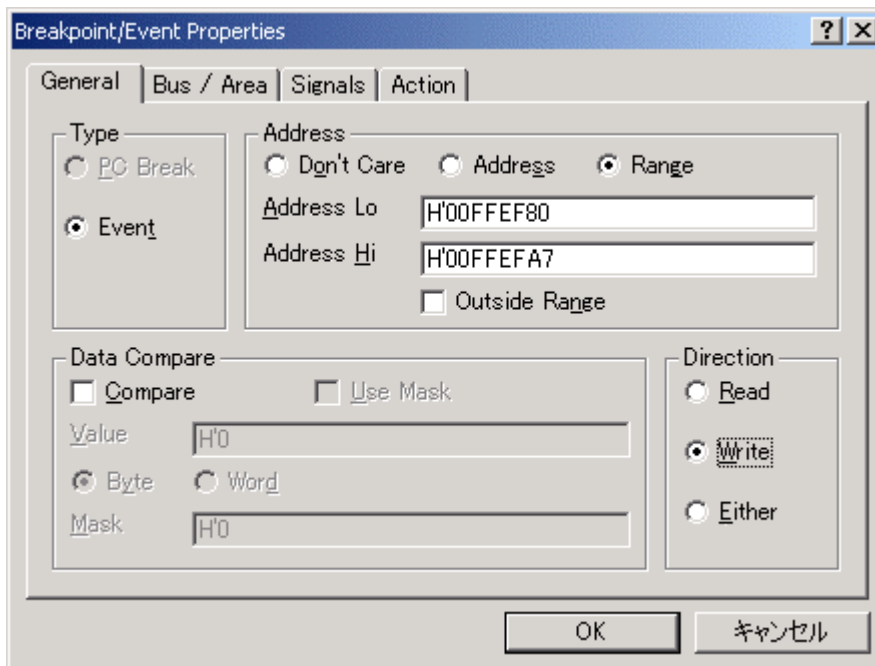 Breakpoint/Event Properties
General Bus / Area Signals Action
Type
PC Break
Event
Address
Don't Care Address Range
Address Lo H'00FFEF80
Address Hi H'00FFEFA7
Outside Range
Data Compare
Compare Use Mask
Value H'0
Byte Word
Mask H'0
Direction
Read
Write
Either
OK キャンセル